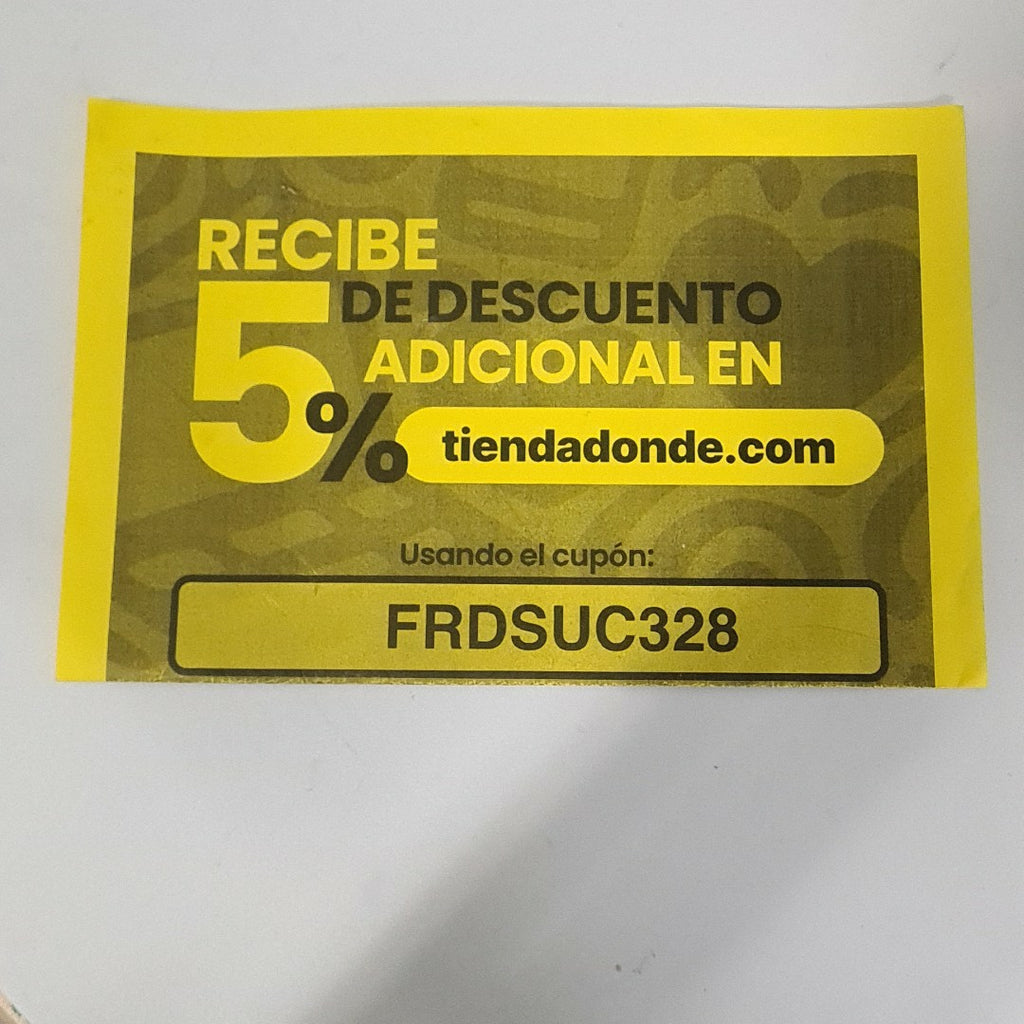 RECIBE
5% DE DESCUENTO
ADICIONAL EN
tiendadonde.com
Usando el cupón:
FRDSUC328